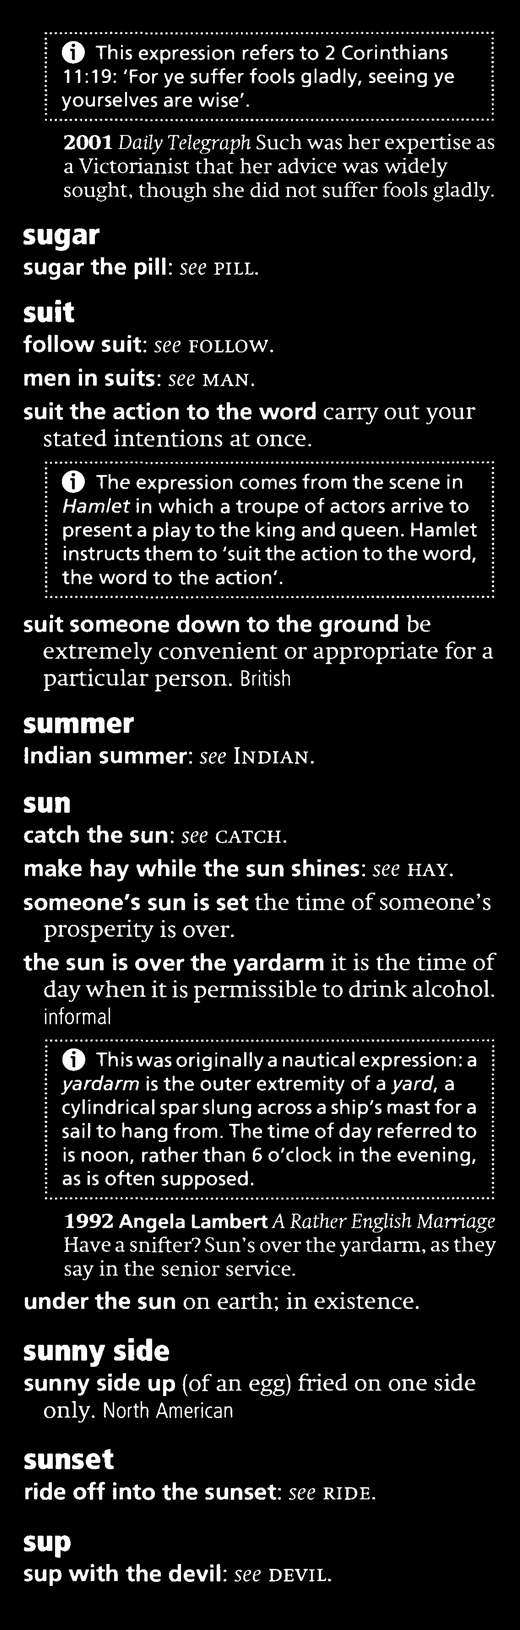 ⓘ This expression refers to 2 Corinthians
11:19: ‘For ye suffer fools gladly, seeing ye
yourselves are wise’.
2001 Daily Telegraph Such was her expertise as
a Victorianist that her advice was widely
sought, though she did not suffer fools gladly.
sugar
sugar the pill: see PILL.
suit
follow suit: see FOLLOW.
men in suits: see MAN.
suit the action to the word carry out your
stated intentions at once.
ⓘ The expression comes from the scene in
Hamlet in which a troupe of actors arrive to
present a play to the king and queen. Hamlet
instructs them to ‘suit the action to the word,
the word to the action’.
suit someone down to the ground be
extremely convenient or appropriate for a
particular person. British
summer
Indian summer: see INDIAN.
sun
catch the sun: see CATCH.
make hay while the sun shines: see HAY.
someone’s sun is set the time of someone’s
prosperity is over.
the sun is over the yardarm it is the time of
day when it is permissible to drink alcohol.
informal
ⓘ This was originally a nautical expression: a
yardarm is the outer extremity of a yard, a
cylindrical spar slung across a ship’s mast for a
sail to hang from. The time of day referred to
is noon, rather than 6 o’clock in the evening,
as is often supposed.
1992 Angela Lambert A Rather English Marriage
Have a snifter? Sun’s over the yardarm, as they
say in the senior service.
under the sun on earth; in existence.
sunny side
sunny side up (of an egg) fried on one side
only. North American
sunset
ride off into the sunset: see RIDE.
sup
sup with the devil: see DEVIL.